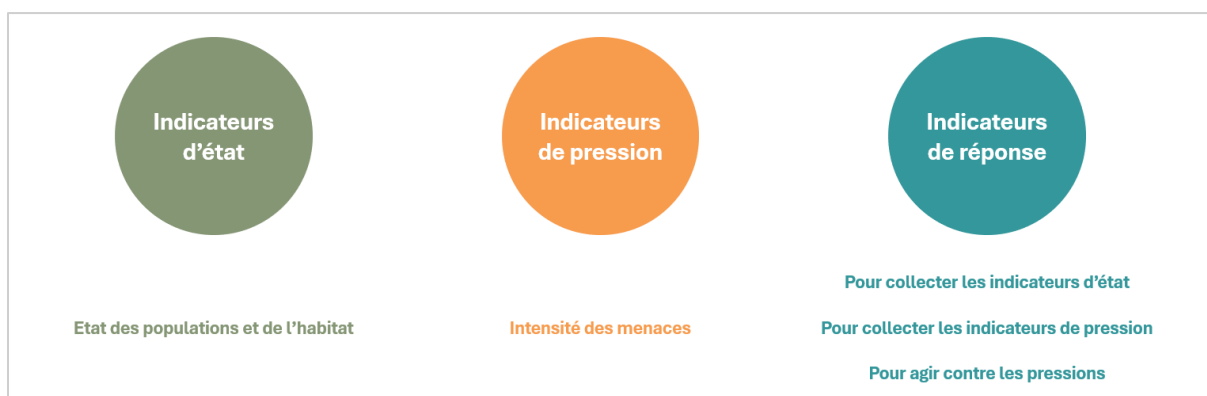 Indicateurs
d’état
Indicateurs
de pression
Indicateurs
de réponse
Etat des populations et de l’habitat
Intensité des menaces
Pour collecter les indicateurs d’état
Pour collecter les indicateurs de pression
Pour agir contre les pressions